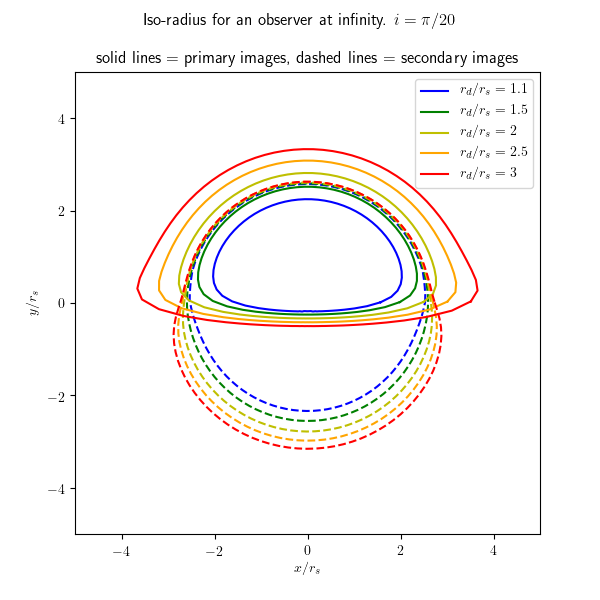 Iso-radius for an observer at infinity. i = π/20
solid lines = primary images, dashed lines = secondary images
r_d/r_s = 1.1
r_d/r_s = 1.5
r_d/r_s = 2
r_d/r_s = 2.5
r_d/r_s = 3
4
2
0
−2
−4
y/r_s
−4 −2 0 2 4
x/r_s